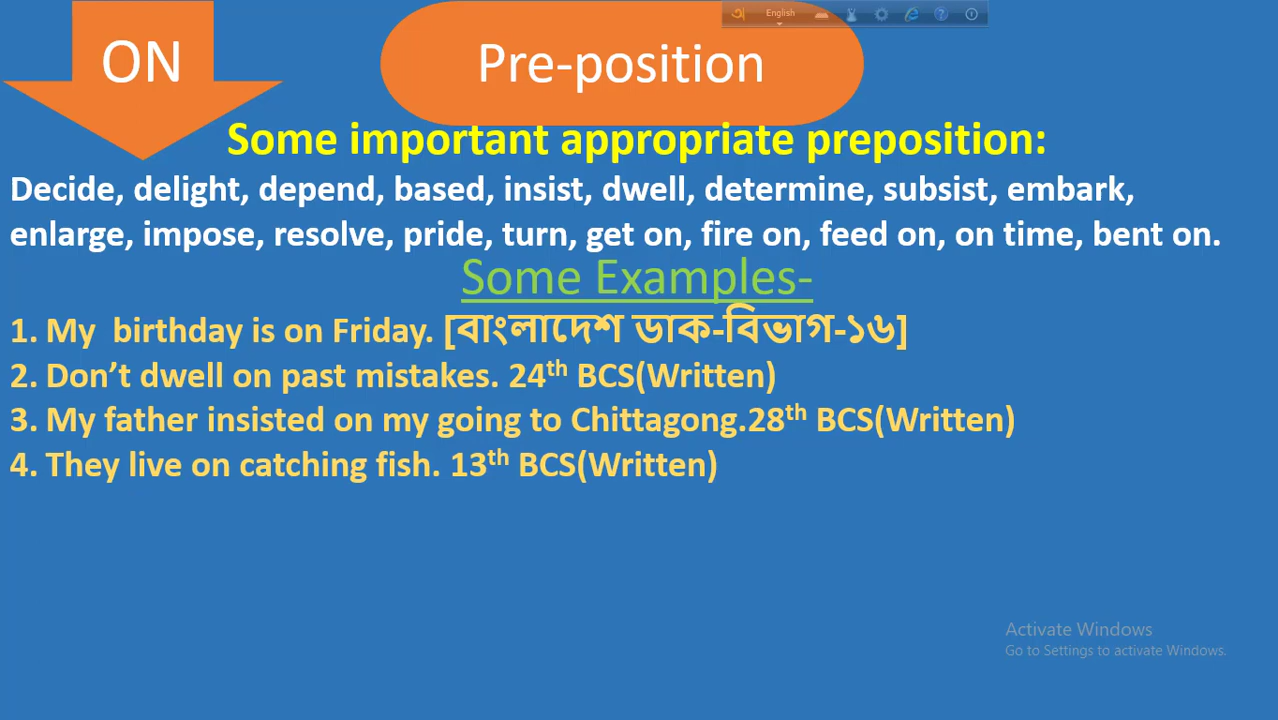 ON
Pre-position
English
Some important appropriate preposition:
Decide, delight, depend, based, insist, dwell, determine, subsist, embark,
enlarge, impose, resolve, pride, turn, get on, fire on, feed on, on time, bent on.
Some Examples-
1. My  birthday is on Friday. [বাংলাদেশ ডাক-বিভাগ-১৬]
2. Don’t dwell on past mistakes. 24th BCS(Written)
3. My father insisted on my going to Chittagong.28th BCS(Written)
4. They live on catching fish. 13th BCS(Written)
Activate Windows
Go to Settings to activate Windows.